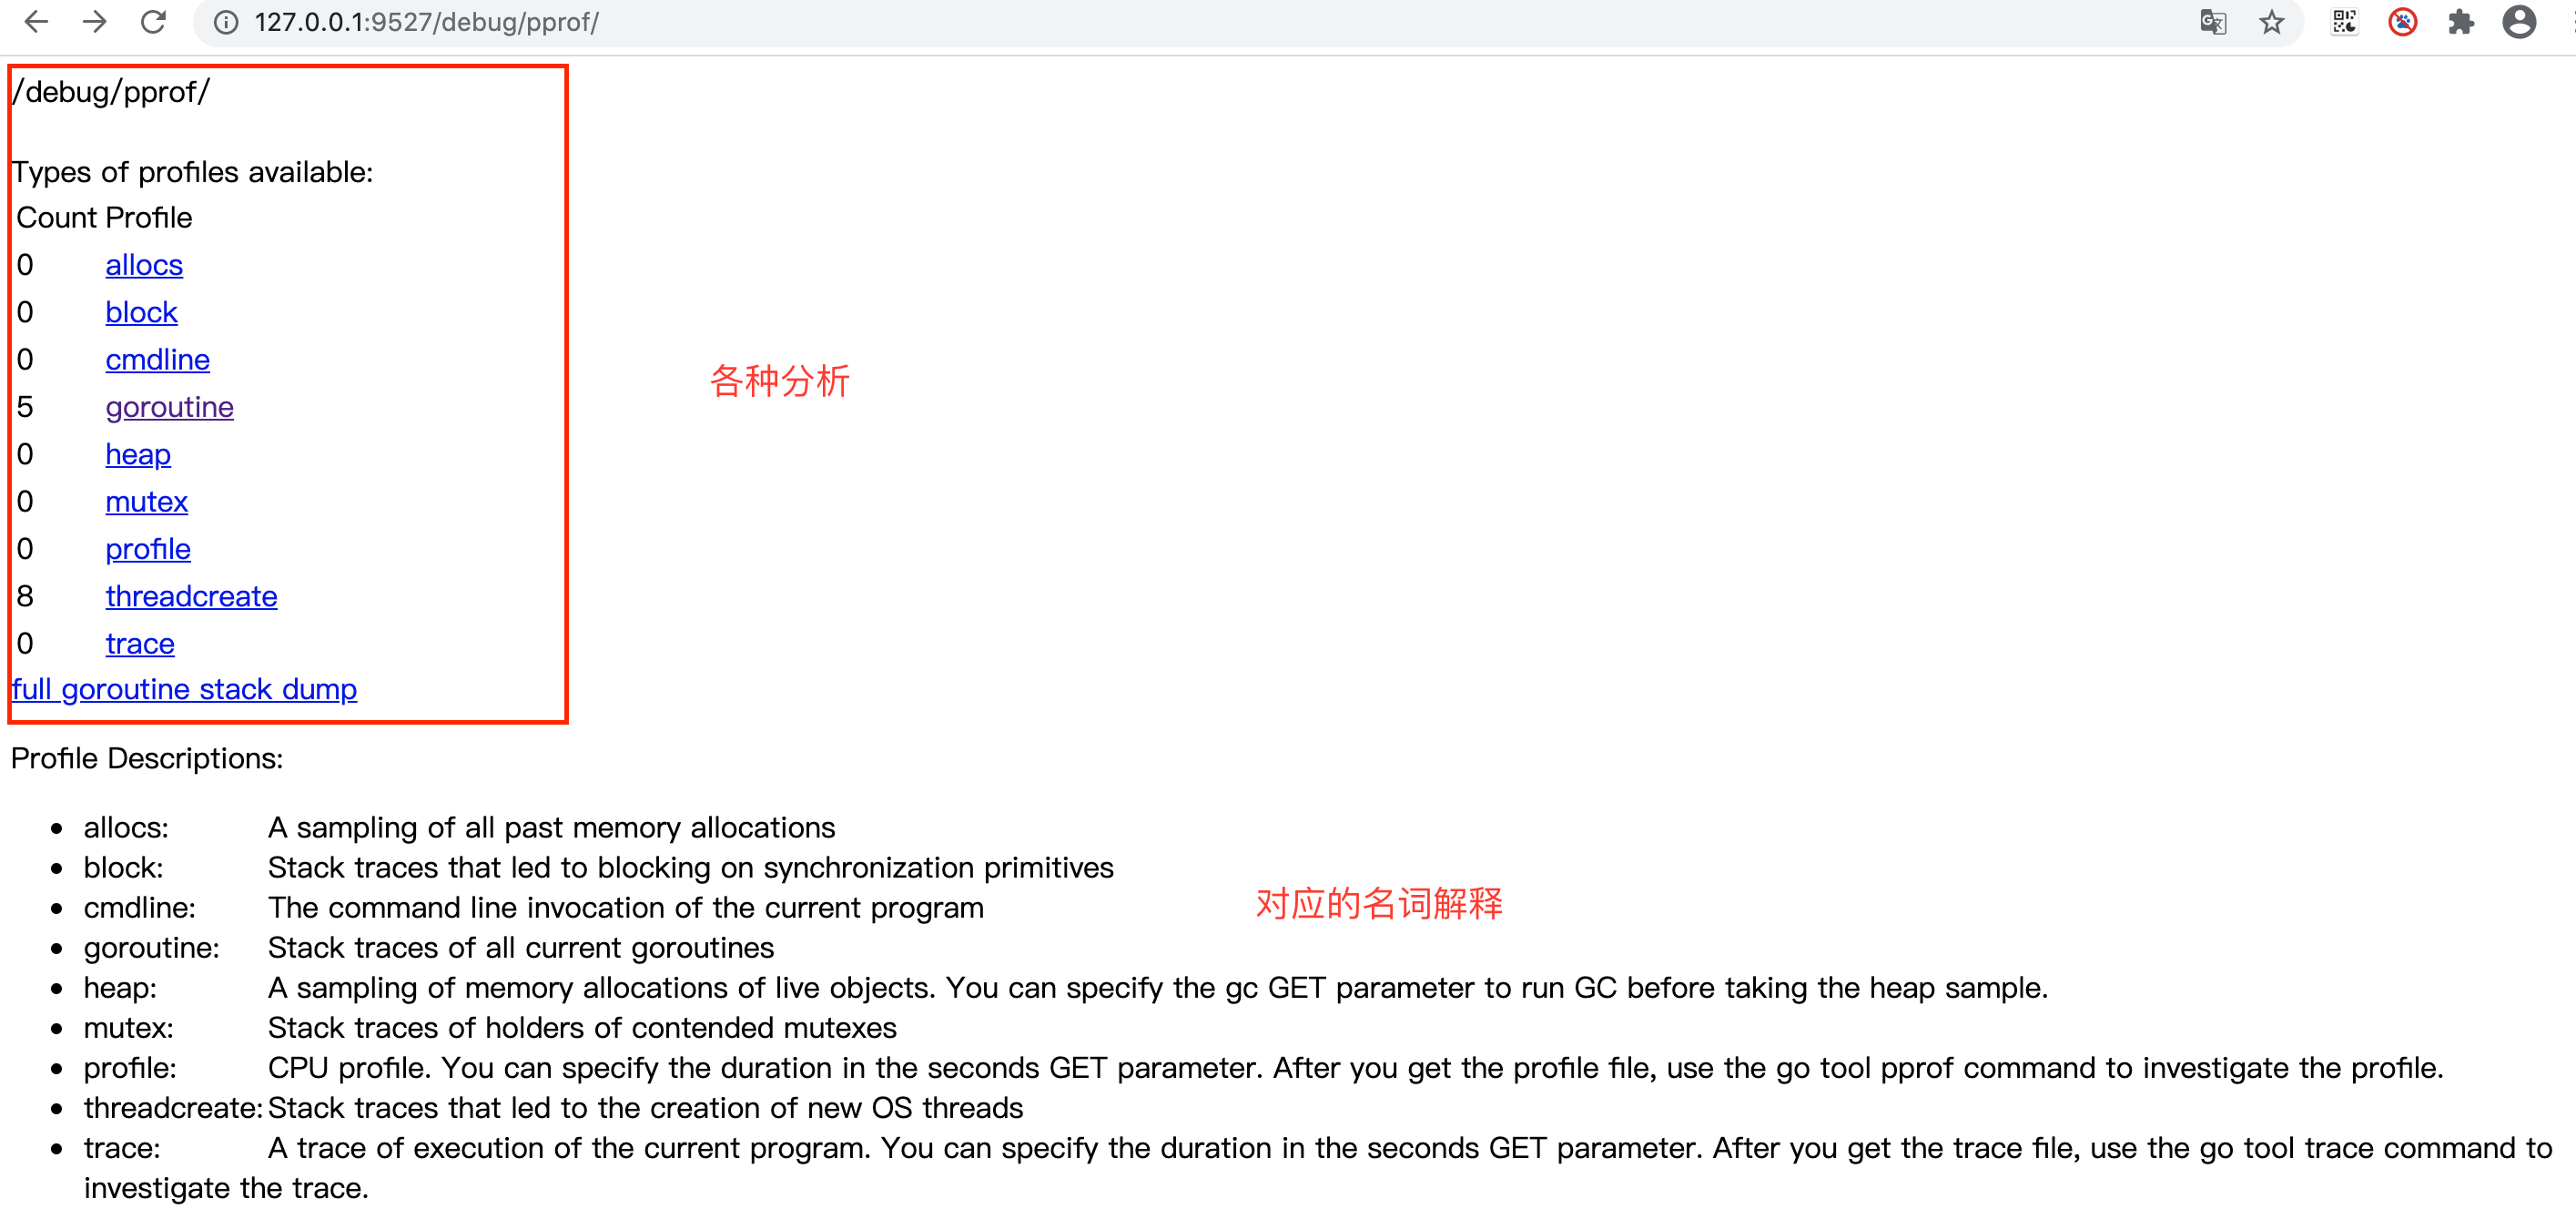 127.0.0.1:9527/debug/pprof/
/debug/pprof/
Types of profiles available:
Count Profile
0 allocs
0 block
0 cmdline
各种分析
5 goroutine
0 heap
0 mutex
0 profile
8 threadcreate
0 trace
full goroutine stack dump
Profile Descriptions:
• allocs: A sampling of all past memory allocations
• block: Stack traces that led to blocking on synchronization primitives
• cmdline: The command line invocation of the current program
对应的名词解释
• goroutine: Stack traces of all current goroutines
• heap: A sampling of memory allocations of live objects. You can specify the gc GET parameter to run GC before taking the heap sample.
• mutex: Stack traces of holders of contended mutexes
• profile: CPU profile. You can specify the duration in the seconds GET parameter. After you get the profile file, use the go tool pprof command to investigate the profile.
• threadcreate: Stack traces that led to the creation of new OS threads
• trace: A trace of execution of the current program. You can specify the duration in the seconds GET parameter. After you get the trace file, use the go tool trace command to
investigate the trace.